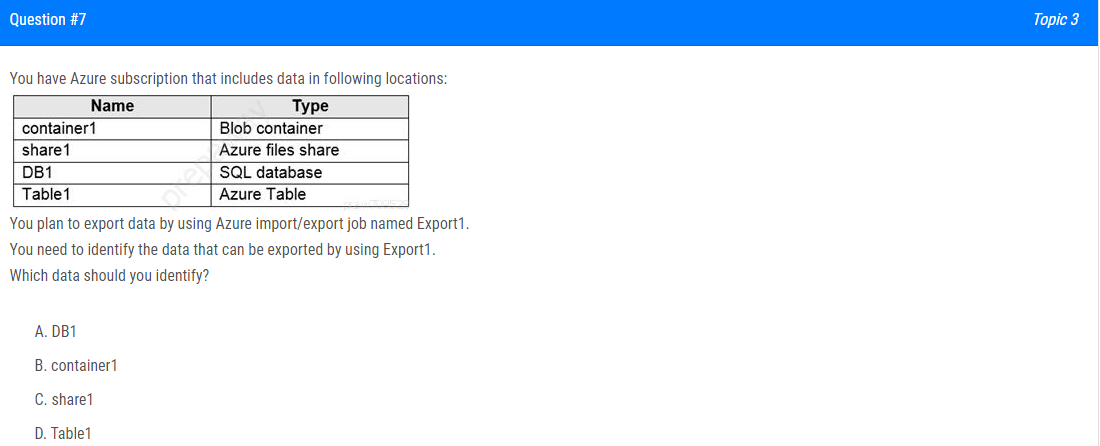 Question #7 Topic 3
You have Azure subscription that includes data in following locations:
Name Type
container1 Blob container
share1 Azure files share
DB1 SQL database
Table1 Azure Table
You plan to export data by using Azure import/export job named Export1.
You need to identify the data that can be exported by using Export1.
Which data should you identify?
A. DB1
B. container1
C. share1
D. Table1